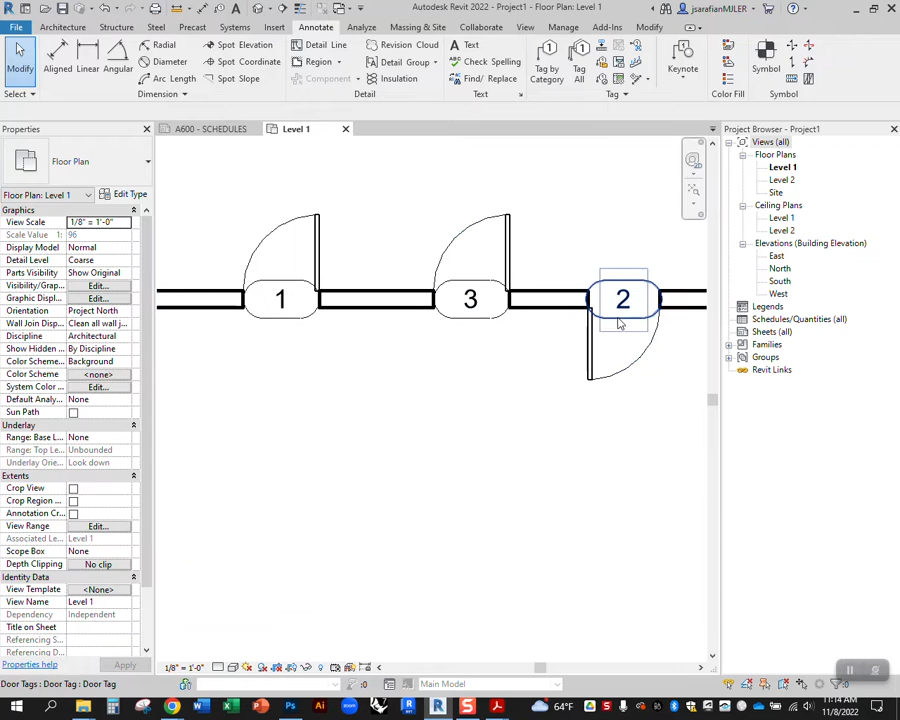 Autodesk Revit 2022 - Project1 - Floor Plan: Level 1
jsarafianMJLER
File Architecture Structure Steel Precast Systems Insert Annotate Analyze Massing & Site Collaborate View Manage Add-Ins Modify
Modify Aligned Linear Angular Radial Diameter Arc Length Spot Elevation Spot Coordinate Spot Slope
Detail Line Region Component Revision Cloud Detail Group Insulation
Text Check Spelling Find/ Replace
Tag by Category Tag All Keynote Symbol
Select Dimension Detail Text Tag Color Fill Symbol
Properties
A600 - SCHEDULES Level 1
Project Browser - Project1
Floor Plan
Floor Plan: Level 1 Edit Type
Graphics
View Scale 1/8" = 1'-0"
Scale Value 1: 96
Display Model Normal
Detail Level Coarse
Parts Visibility Show Original
Visibility/Grap... Edit...
Graphic Displ... Edit...
Orientation Project North
Wall Join Disp... Clean all wall j...
Discipline Architectural
Show Hidden ... By Discipline
Color Scheme... Background
Color Scheme <none>
System Color ... Edit...
Default Analy... None
Sun Path
Underlay
Range: Base L... None
Range: Top Le... Unbounded
Underlay Orie... Look down
Extents
Crop View
Crop Region ...
Annotation Cr...
View Range Edit...
Associated Le... Level 1
Scope Box None
Depth Clipping No clip
Identity Data
View Template <None>
View Name Level 1
Dependency Independent
Title on Sheet
Referencing S...
Properties help Apply
1 3 2
Views (all)
Floor Plans
Level 1
Level 2
Site
Ceiling Plans
Level 1
Level 2
Elevations (Building Elevation)
East
North
South
West
Legends
Schedules/Quantities (all)
Sheets (all)
Families
Groups
Revit Links
1/8" = 1'-0"
Door Tags : Door Tag : Door Tag
:0
Main Model
:0
64°F
11:14 AM
11/8/2022